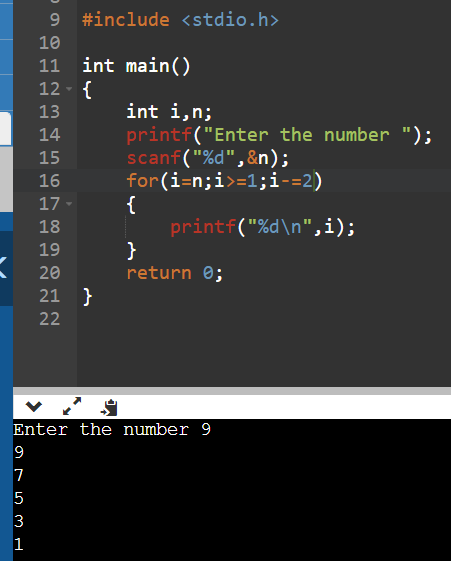 9 #include <stdio.h>
10
11 int main()
12 {
13     int i,n;
14     printf("Enter the number ");
15     scanf("%d",&n);
16     for(i=n;i>=1;i-=2)
17     {
18         printf("%d\n",i);
19     }
20     return 0;
21 }
22
Enter the number 9
9
7
5
3
1